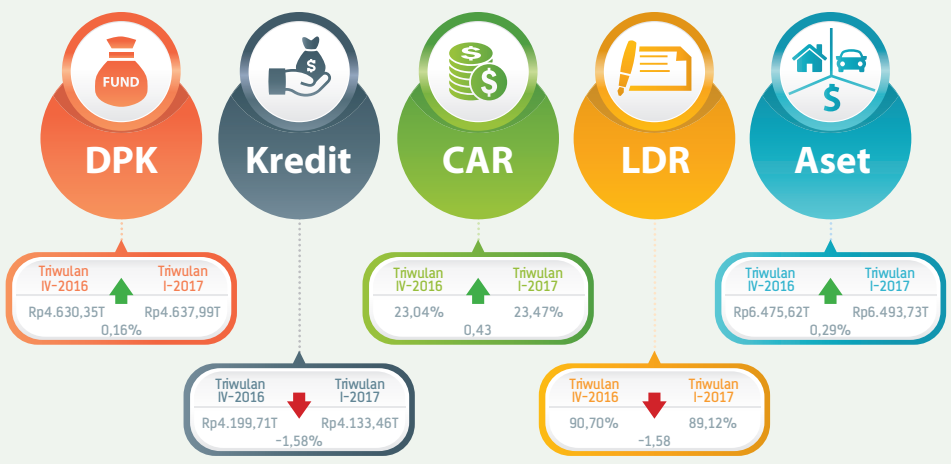 FUND
DPK
Triwulan
IV-2016
Triwulan
I-2017
Rp4.630,35T
Rp4.637,99T
0,16%
$
Kredit
Triwulan
IV-2016
Triwulan
I-2017
Rp4.199,71T
Rp4.133,46T
-1,58%
$
$
CAR
Triwulan
IV-2016
Triwulan
I-2017
23,04%
23,47%
0,43
LDR
Triwulan
IV-2016
Triwulan
I-2017
90,70%
89,12%
-1,58
$
Aset
Triwulan
IV-2016
Triwulan
I-2017
Rp6.475,62T
Rp6.493,73T
0,29%